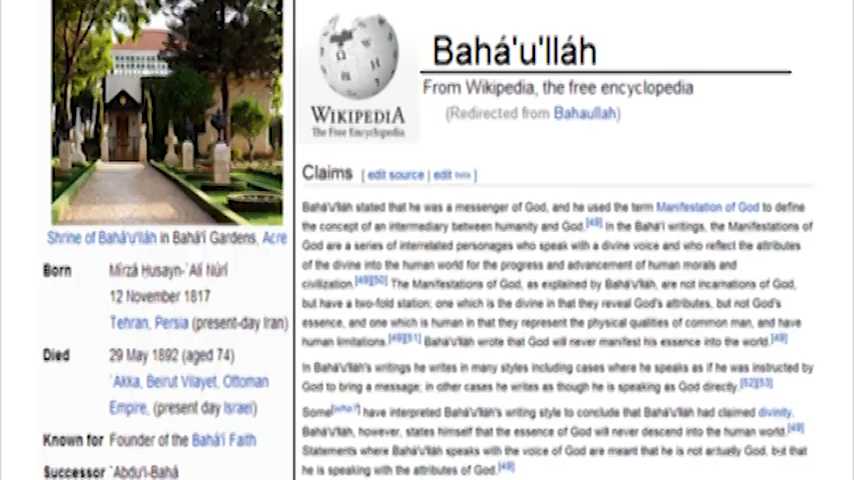 Shrine of Bahá'u'lláh in Bahá'í Gardens, Acre
Born Mírzá Ḥusayn-`Alí Núrí
12 November 1817
Tehran, Persia (present-day Iran)
Died 29 May 1892 (aged 74)
`Akka, Beirut Vilayet, Ottoman
Empire, (present day Israel)
Known for Founder of the Bahá'í Faith
Successor `Abdu'l-Bahá
WIKIPEDIA
The Free Encyclopedia
Bahá'u'lláh
From Wikipedia, the free encyclopedia
(Redirected from Bahaullah)
Claims [ edit source | edit beta ]
Bahá'u'lláh stated that he was a messenger of God, and he used the term Manifestation of God to define
the concept of an intermediary between humanity and God.[49] In the Bahá'í writings, the Manifestations of
God are a series of interrelated personages who speak with a divine voice and who reflect the attributes
of the divine into the human world for the progress and advancement of human morals and
civilization.[49][50] The Manifestations of God, as explained by Bahá'u'lláh, are not incarnations of God,
but have a two-fold station; one which is the divine in that they reveal God's attributes, but not God's
essence, and one which is human in that they represent the physical qualities of common man, and have
human limitations.[49][51] Bahá'u'lláh wrote that God will never manifest his essence into the world.[49]
In Bahá'u'lláh's writings he writes in many styles including cases where he speaks as if he was instructed by
God to bring a message; in other cases he writes as though he is speaking as God directly.[52][53]
Some[who?] have interpreted Bahá'u'lláh's writing style to conclude that Bahá'u'lláh had claimed divinity.
Bahá'u'lláh, however, states himself that the essence of God will never descend into the human world.[49]
Statements where Bahá'u'lláh speaks with the voice of God are meant that he is not actually God, but that
he is speaking with the attributes of God.[49]